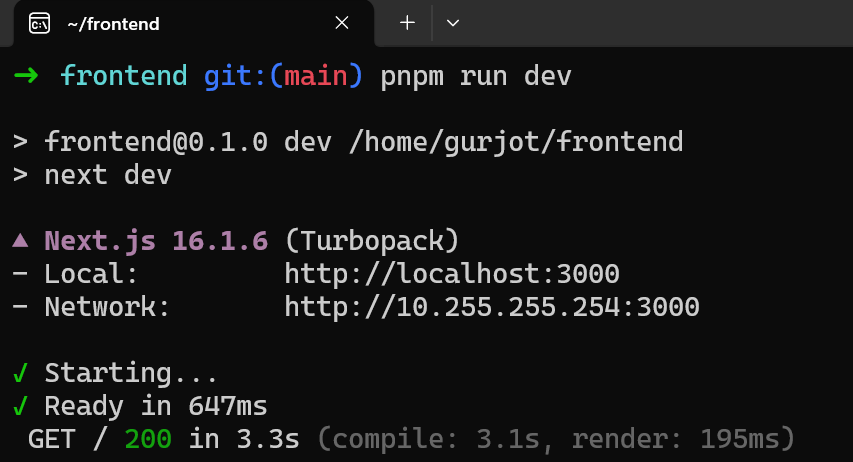 ~/frontend
➜ frontend git:(main) pnpm run dev
> frontend@0.1.0 dev /home/gurjot/frontend
> next dev
▲ Next.js 16.1.6 (Turbopack)
- Local: http://localhost:3000
- Network: http://10.255.255.254:3000
✓ Starting...
✓ Ready in 647ms
GET / 200 in 3.3s (compile: 3.1s, render: 195ms)